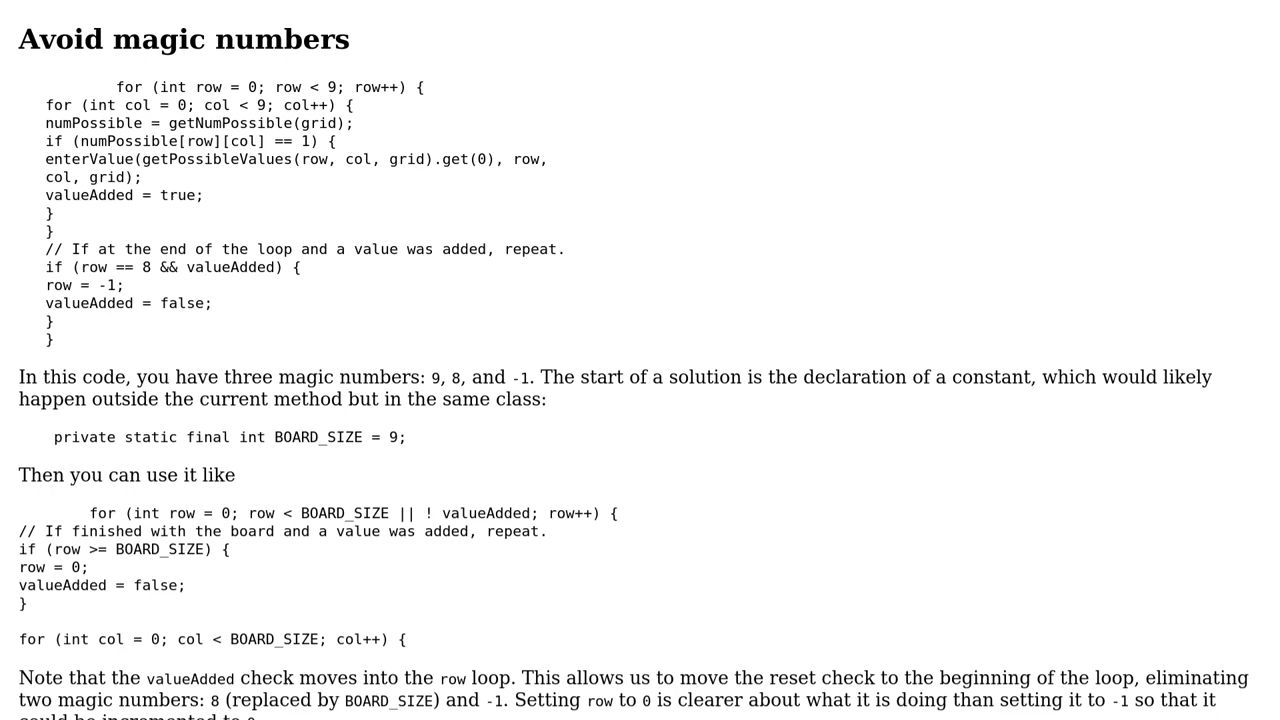 Avoid magic numbers
for (int row = 0; row < 9; row++) {
for (int col = 0; col < 9; col++) {
numPossible = getNumPossible(grid);
if (numPossible[row][col] == 1) {
enterValue(getPossibleValues(row, col, grid).get(0), row,
col, grid);
valueAdded = true;
}
}
// If at the end of the loop and a value was added, repeat.
if (row == 8 && valueAdded) {
row = -1;
valueAdded = false;
}
}
In this code, you have three magic numbers: 9, 8, and -1. The start of a solution is the declaration of a constant, which would likely
happen outside the current method but in the same class:
private static final int BOARD_SIZE = 9;
Then you can use it like
for (int row = 0; row < BOARD_SIZE || ! valueAdded; row++) {
// If finished with the board and a value was added, repeat.
if (row >= BOARD_SIZE) {
row = 0;
valueAdded = false;
}
for (int col = 0; col < BOARD_SIZE; col++) {
Note that the valueAdded check moves into the row loop. This allows us to move the reset check to the beginning of the loop, eliminating
two magic numbers: 8 (replaced by BOARD_SIZE) and -1. Setting row to 0 is clearer about what it is doing than setting it to -1 so that it
could be incremented to 0.